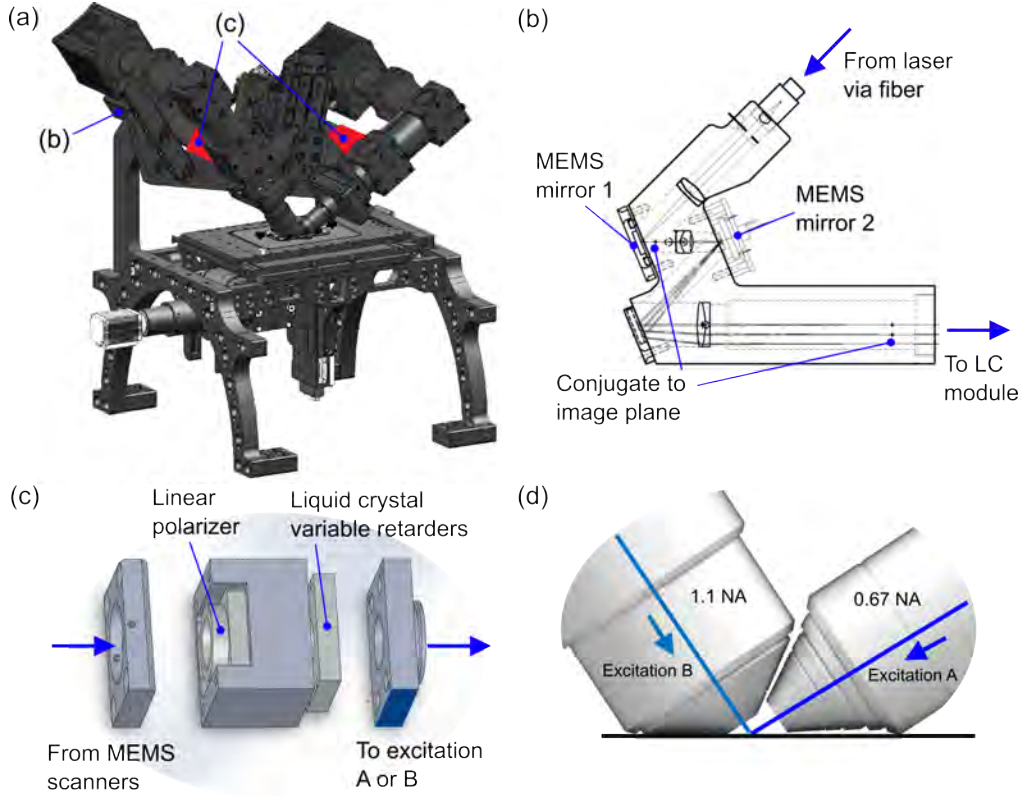 (a)
(c)
(b)
(b)
From laser
via fiber
MEMS
mirror 1
MEMS
mirror 2
To LC
module
Conjugate to
image plane
(c)
Linear
polarizer
Liquid crystal
variable retarders
From MEMS
scanners
To excitation
A or B
(d)
1.1 NA
0.67 NA
Excitation B
Excitation A